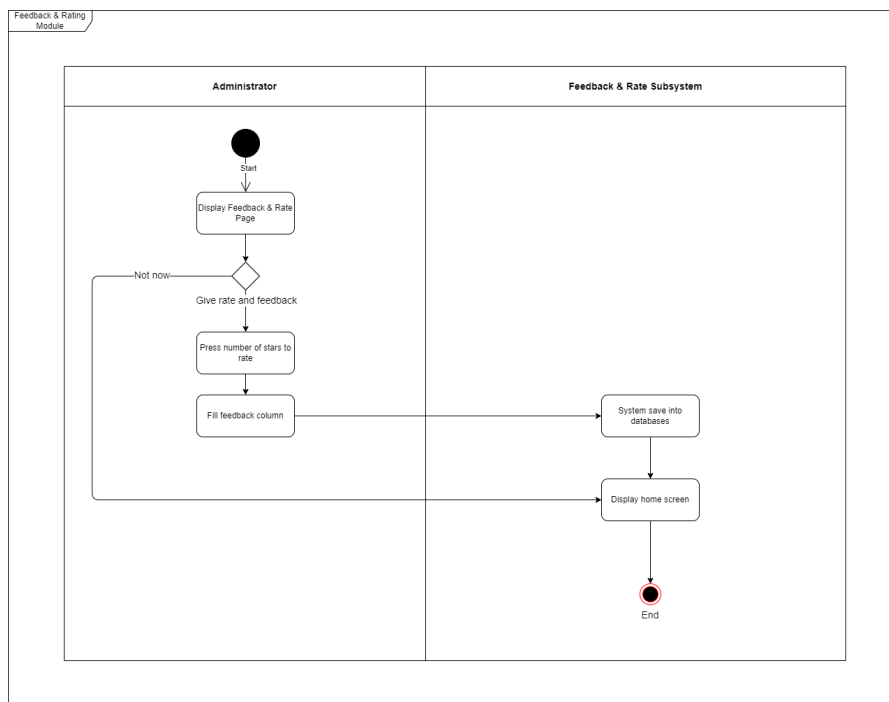 Feedback & Rating
Module
Administrator
Feedback & Rate Subsystem
Start
Display Feedback & Rate
Page
Not now
Give rate and feedback
Press number of stars to
rate
Fill feedback column
System save into
databases
Display home screen
End